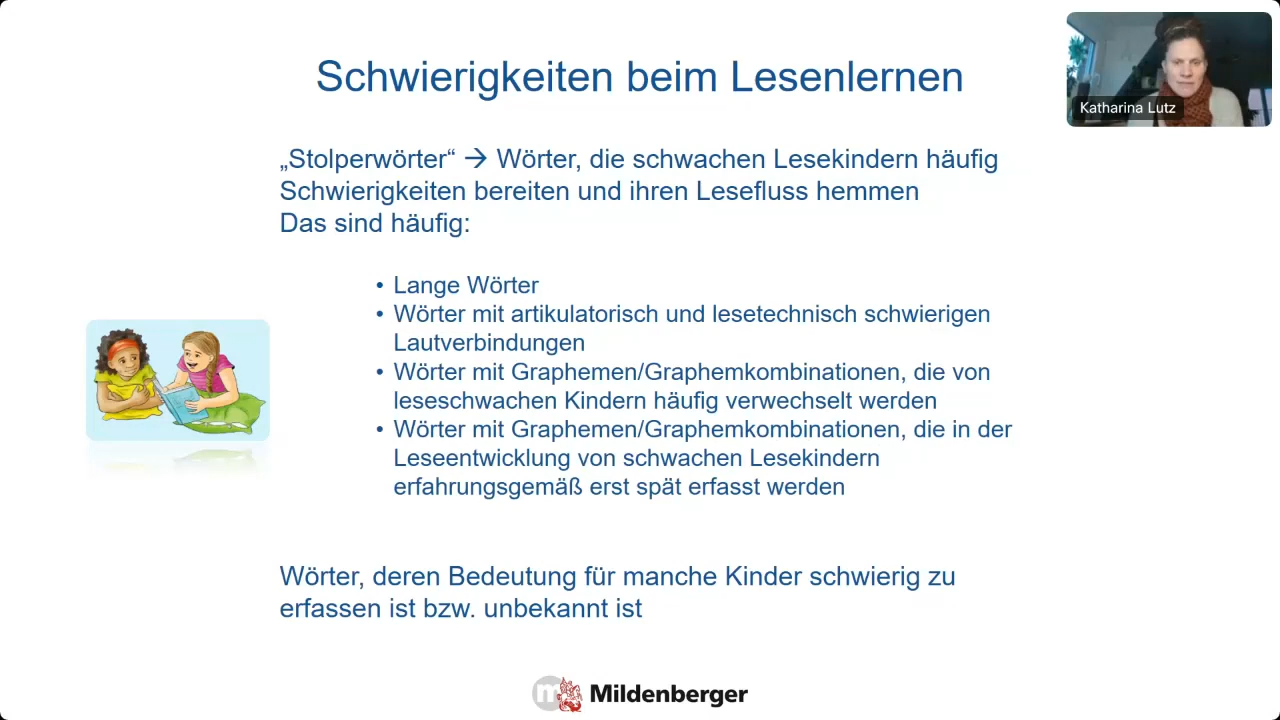 Schwierigkeiten beim Lesenlernen
Katharina Lutz
„Stolperwörter“ → Wörter, die schwachen Lesekindern häufig
Schwierigkeiten bereiten und ihren Lesefluss hemmen
Das sind häufig:
• Lange Wörter
• Wörter mit artikulatorisch und lesetechnisch schwierigen
Lautverbindungen
• Wörter mit Graphemen/Graphemkombinationen, die von
leseschwachen Kindern häufig verwechselt werden
• Wörter mit Graphemen/Graphemkombinationen, die in der
Leseentwicklung von schwachen Lesekindern
erfahrungsgemäß erst spät erfasst werden
Wörter, deren Bedeutung für manche Kinder schwierig zu
erfassen ist bzw. unbekannt ist
m Mildenberger